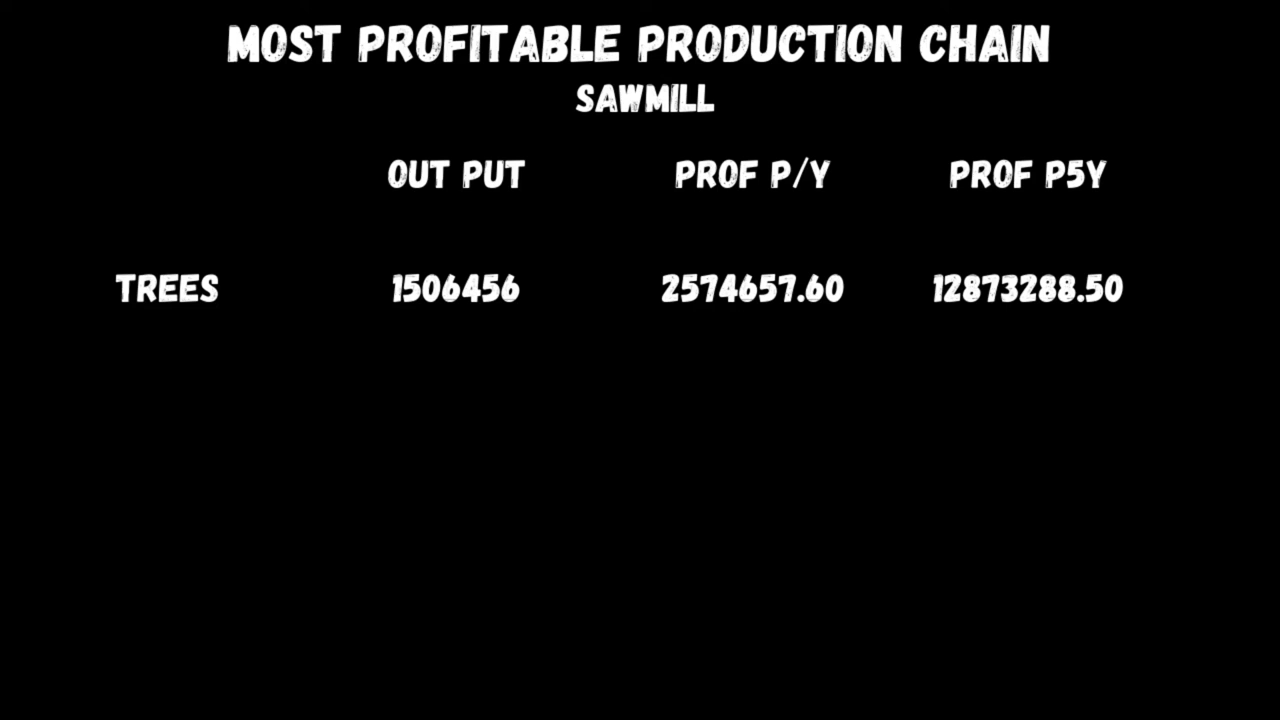 MOST PROFITABLE PRODUCTION CHAIN
SAWMILL
OUT PUT PROF P/Y PROF P5Y
TREES 1506456 2574657.60 12873288.50